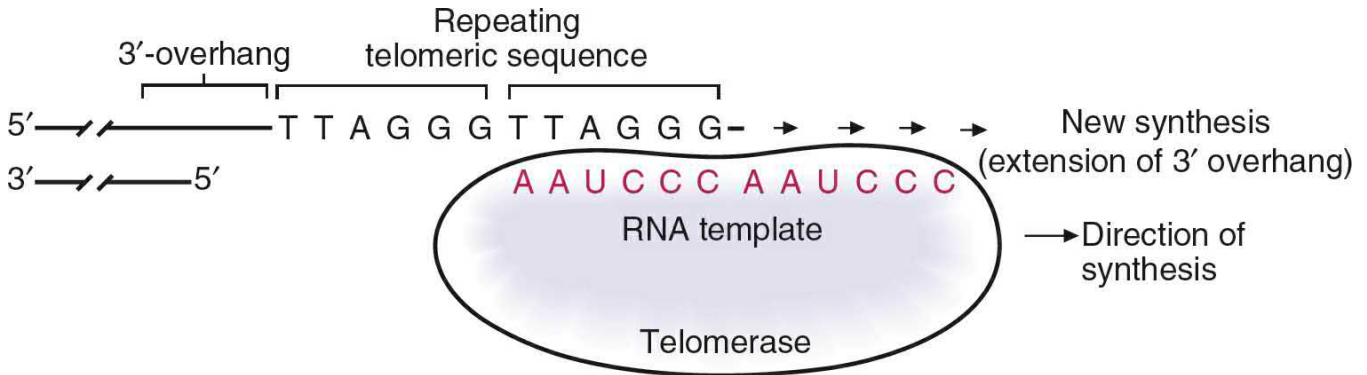 Repeating
telomeric sequence
3′-overhang
5′ T T A G G G T T A G G G
New synthesis
(extension of 3′ overhang)
3′ 5′
A A U C C C A A U C C C
RNA template
Direction of
synthesis
Telomerase